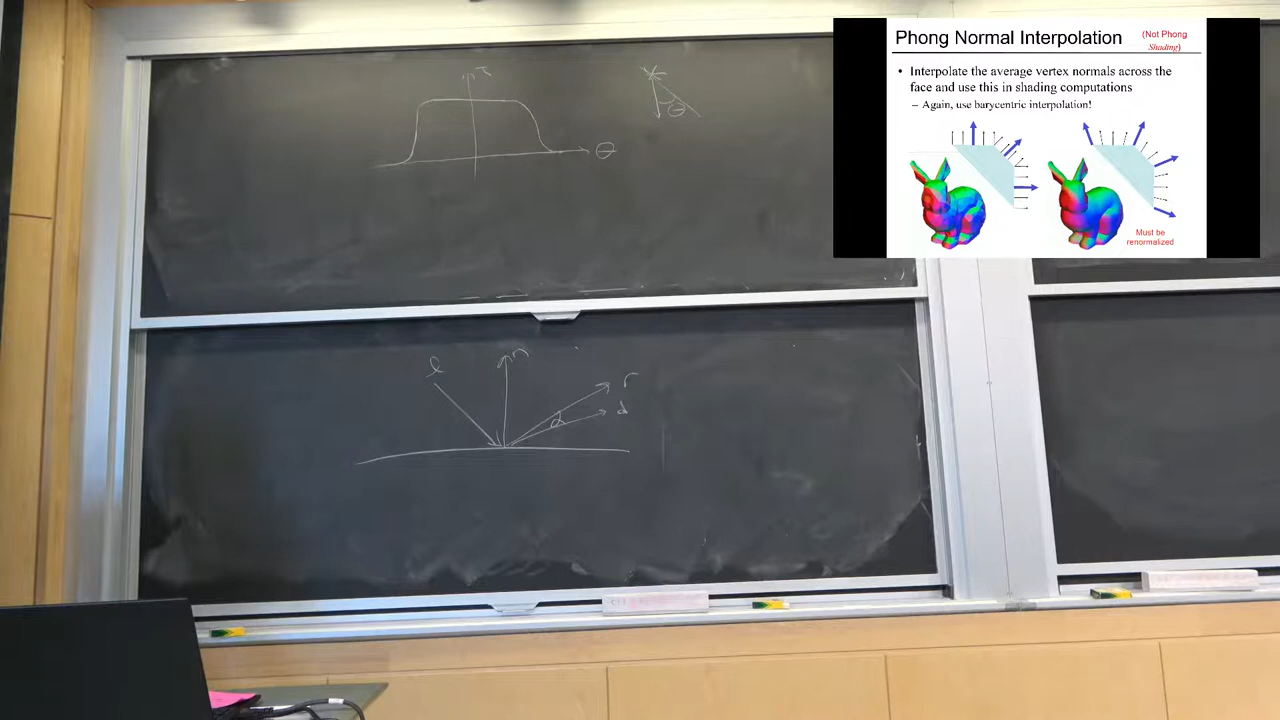 Phong Normal Interpolation
(Not Phong
Shading)
• Interpolate the average vertex normals across the
face and use this in shading computations
– Again, use barycentric interpolation!
Must be
renormalized
θ
θ
l
n
r
d
α